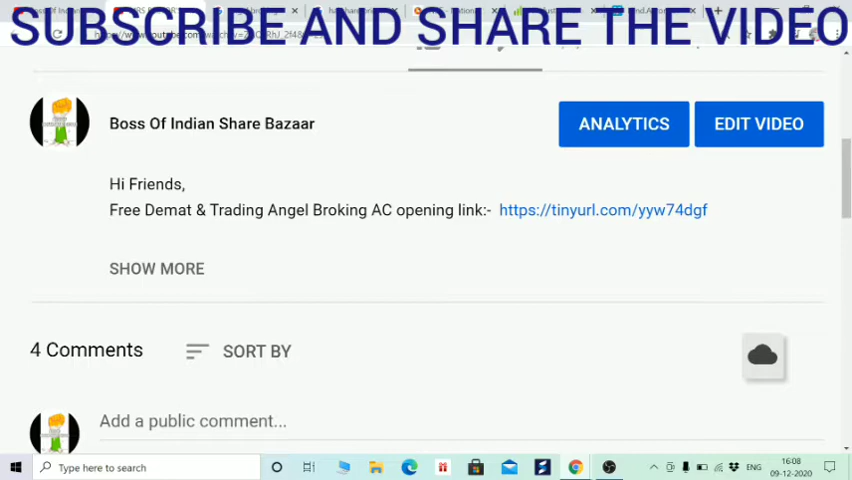 SUBSCRIBE AND SHARE THE VIDEO
Boss Of Indian Share Bazaar
ANALYTICS
EDIT VIDEO
Hi Friends,
Free Demat & Trading Angel Broking AC opening link:- https://tinyurl.com/yyw74dgf
SHOW MORE
4 Comments
SORT BY
Add a public comment...
Type here to search
ENG
16:08
09-12-2020